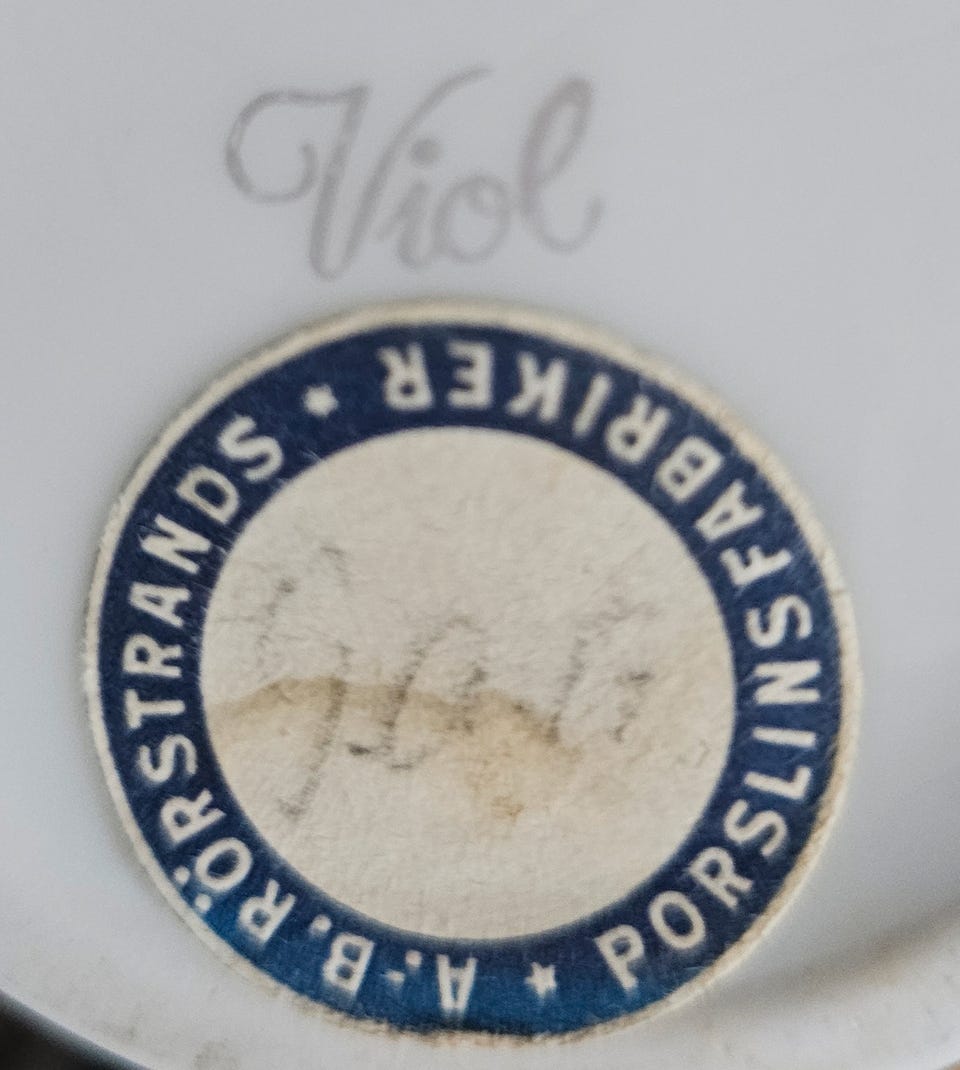 Viol
A.-B. RÖRSTRANDS ★
PORSLINSFABRIKER ★